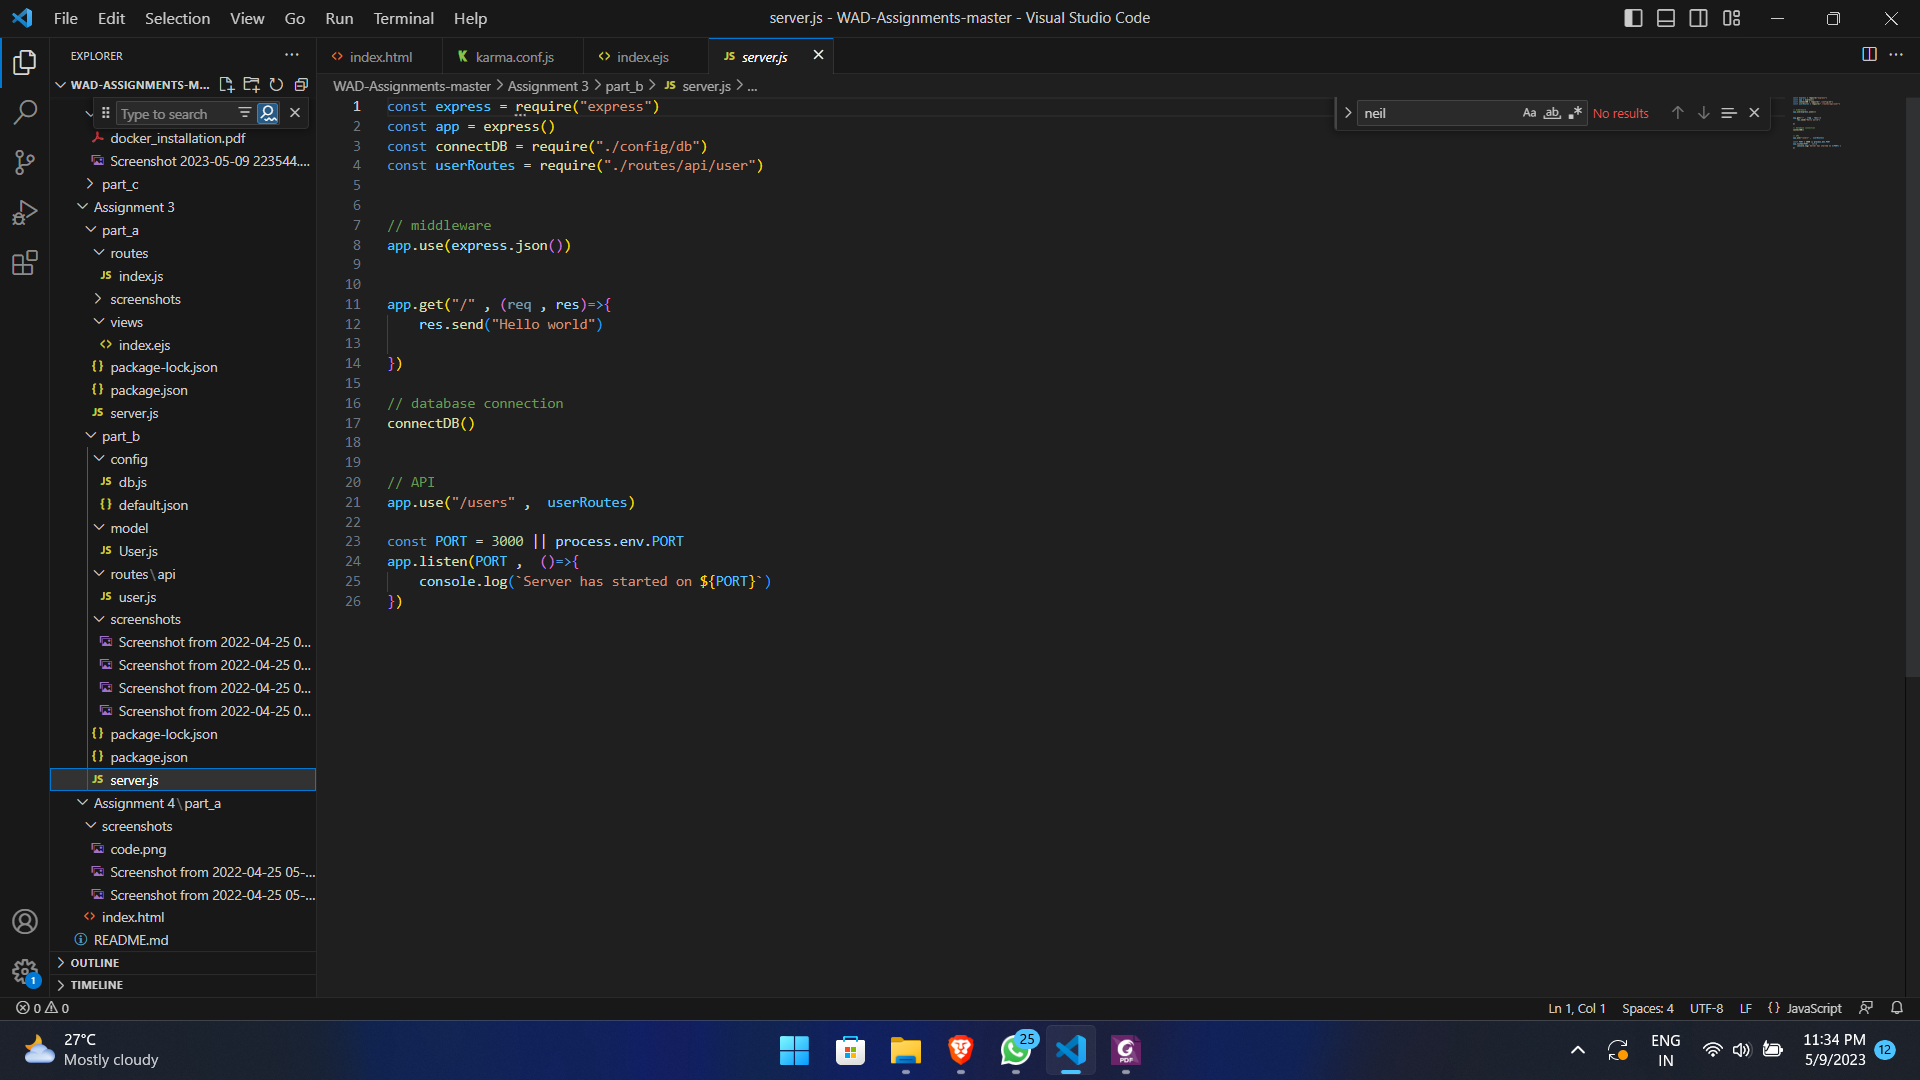 File Edit Selection View Go Run Terminal Help
server.js - WAD-Assignments-master - Visual Studio Code
EXPLORER
WAD-ASSIGNMENTS-M...
Type to search
docker_installation.pdf
Screenshot 2023-05-09 223544....
part_c
Assignment 3
part_a
routes
JS index.js
screenshots
views
index.ejs
{} package-lock.json
{} package.json
JS server.js
part_b
config
JS db.js
{} default.json
model
JS User.js
routes\api
JS user.js
screenshots
Screenshot from 2022-04-25 0...
Screenshot from 2022-04-25 0...
Screenshot from 2022-04-25 0...
Screenshot from 2022-04-25 0...
{} package-lock.json
{} package.json
JS server.js
Assignment 4\part_a
screenshots
code.png
Screenshot from 2022-04-25 05-...
Screenshot from 2022-04-25 05-...
<> index.html
README.md
OUTLINE
TIMELINE
<> index.html K karma.conf.js <> index.ejs JS server.js
WAD-Assignments-master > Assignment 3 > part_b > JS server.js > ...
neil Aa ab .* No results
1 const express = require("express")
2 const app = express()
3 const connectDB = require("./config/db")
4 const userRoutes = require("./routes/api/user")
5
6
7 // middleware
8 app.use(express.json())
9
10
11 app.get("/" , (req , res)=>{
12 res.send("Hello world")
13
14 })
15
16 // database connection
17 connectDB()
18
19
20 // API
21 app.use("/users" ,  userRoutes)
22
23 const PORT = 3000 || process.env.PORT
24 app.listen(PORT ,  ()=>{
25 console.log(`Server has started on ${PORT}`)
26 })
1
0 0
Ln 1, Col 1 Spaces: 4 UTF-8 LF {} JavaScript
27°C
Mostly cloudy
25
PDF
ENG
IN
11:34 PM
5/9/2023
12